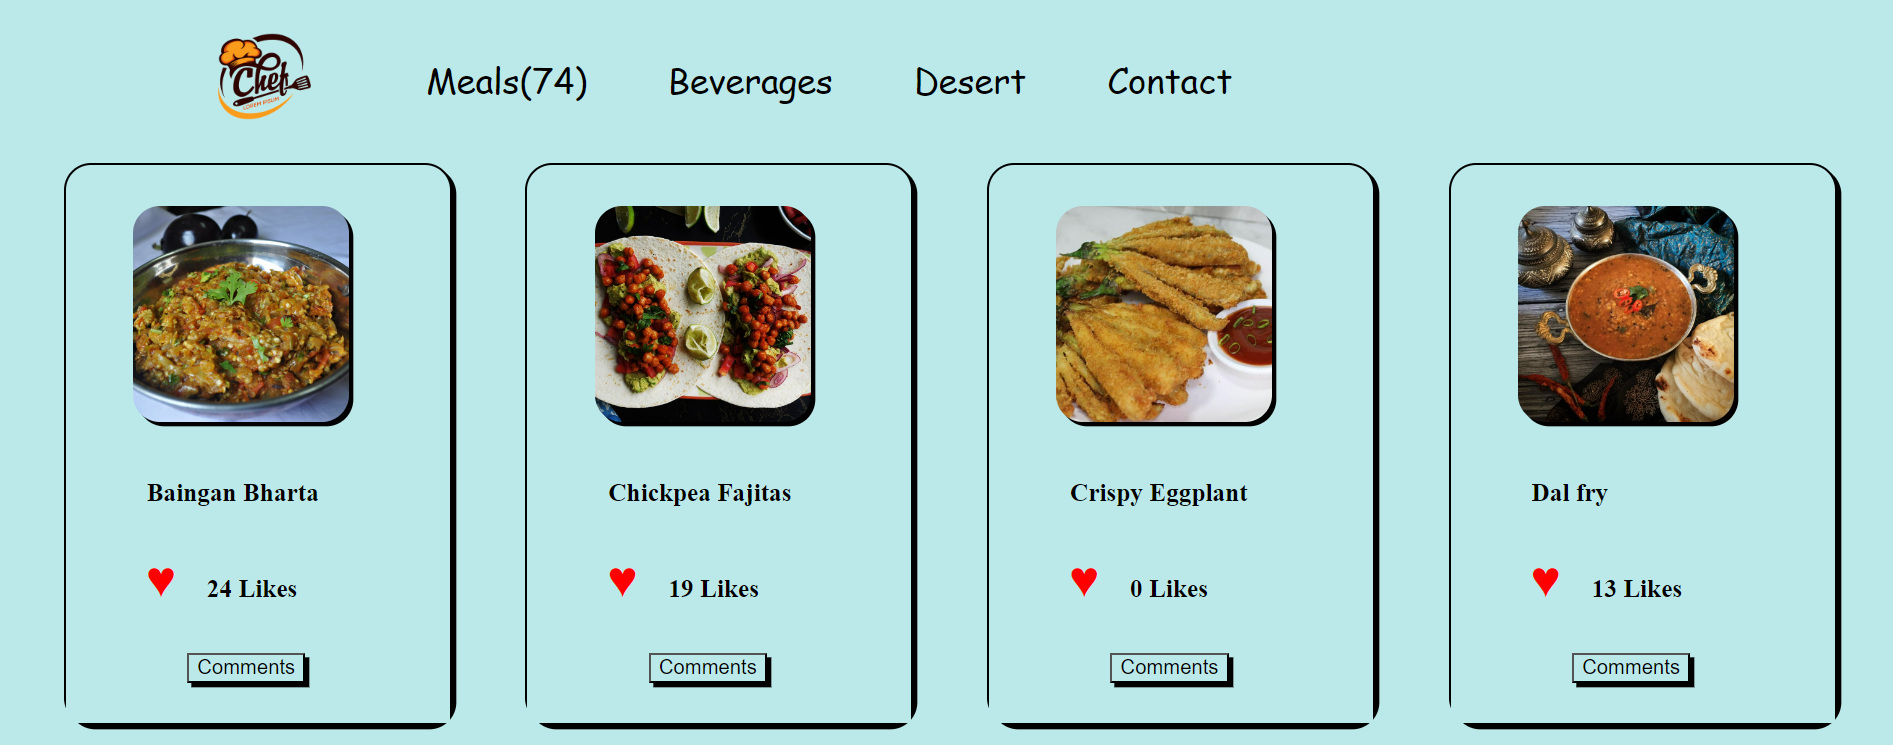 Chef
LOREM IPSUM
Meals(74) Beverages Desert Contact
Baingan Bharta
Chickpea Fajitas
Crispy Eggplant
Dal fry
24 Likes
19 Likes
0 Likes
13 Likes
Comments
Comments
Comments
Comments